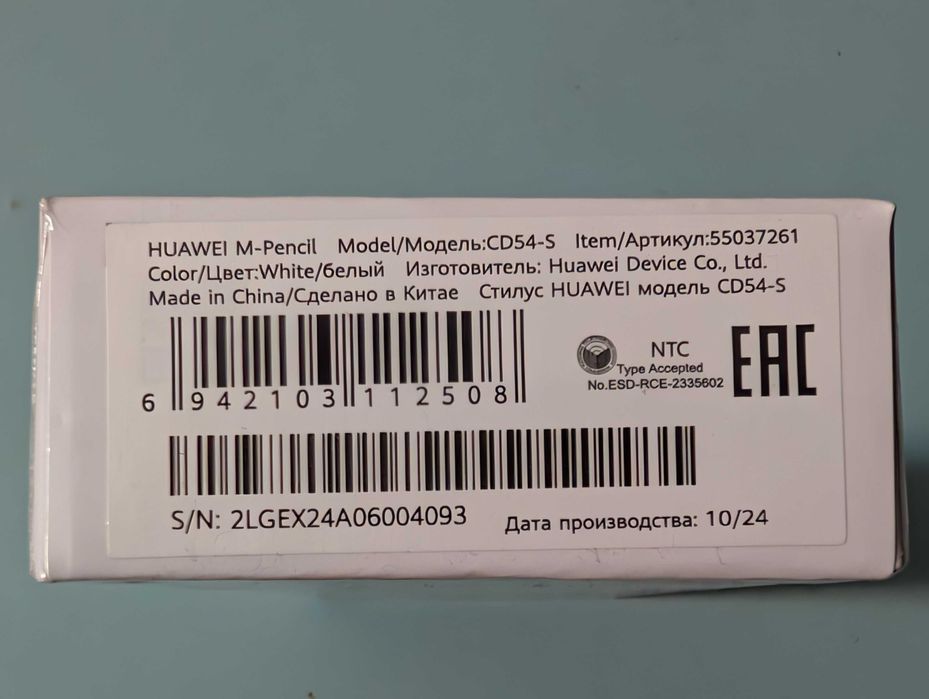 HUAWEI M-Pencil Model/Модель:CD54-S Item/Артикул:55037261
Color/Цвет:White/белый Изготовитель: Huawei Device Co., Ltd.
Made in China/Сделано в Китае Стилус HUAWEI модель CD54-S
NTC
Type Accepted
No.ESD-RCE-2335602
EAC
6 942103 112508
S/N: 2LGEX24A06004093
Дата производства: 10/24